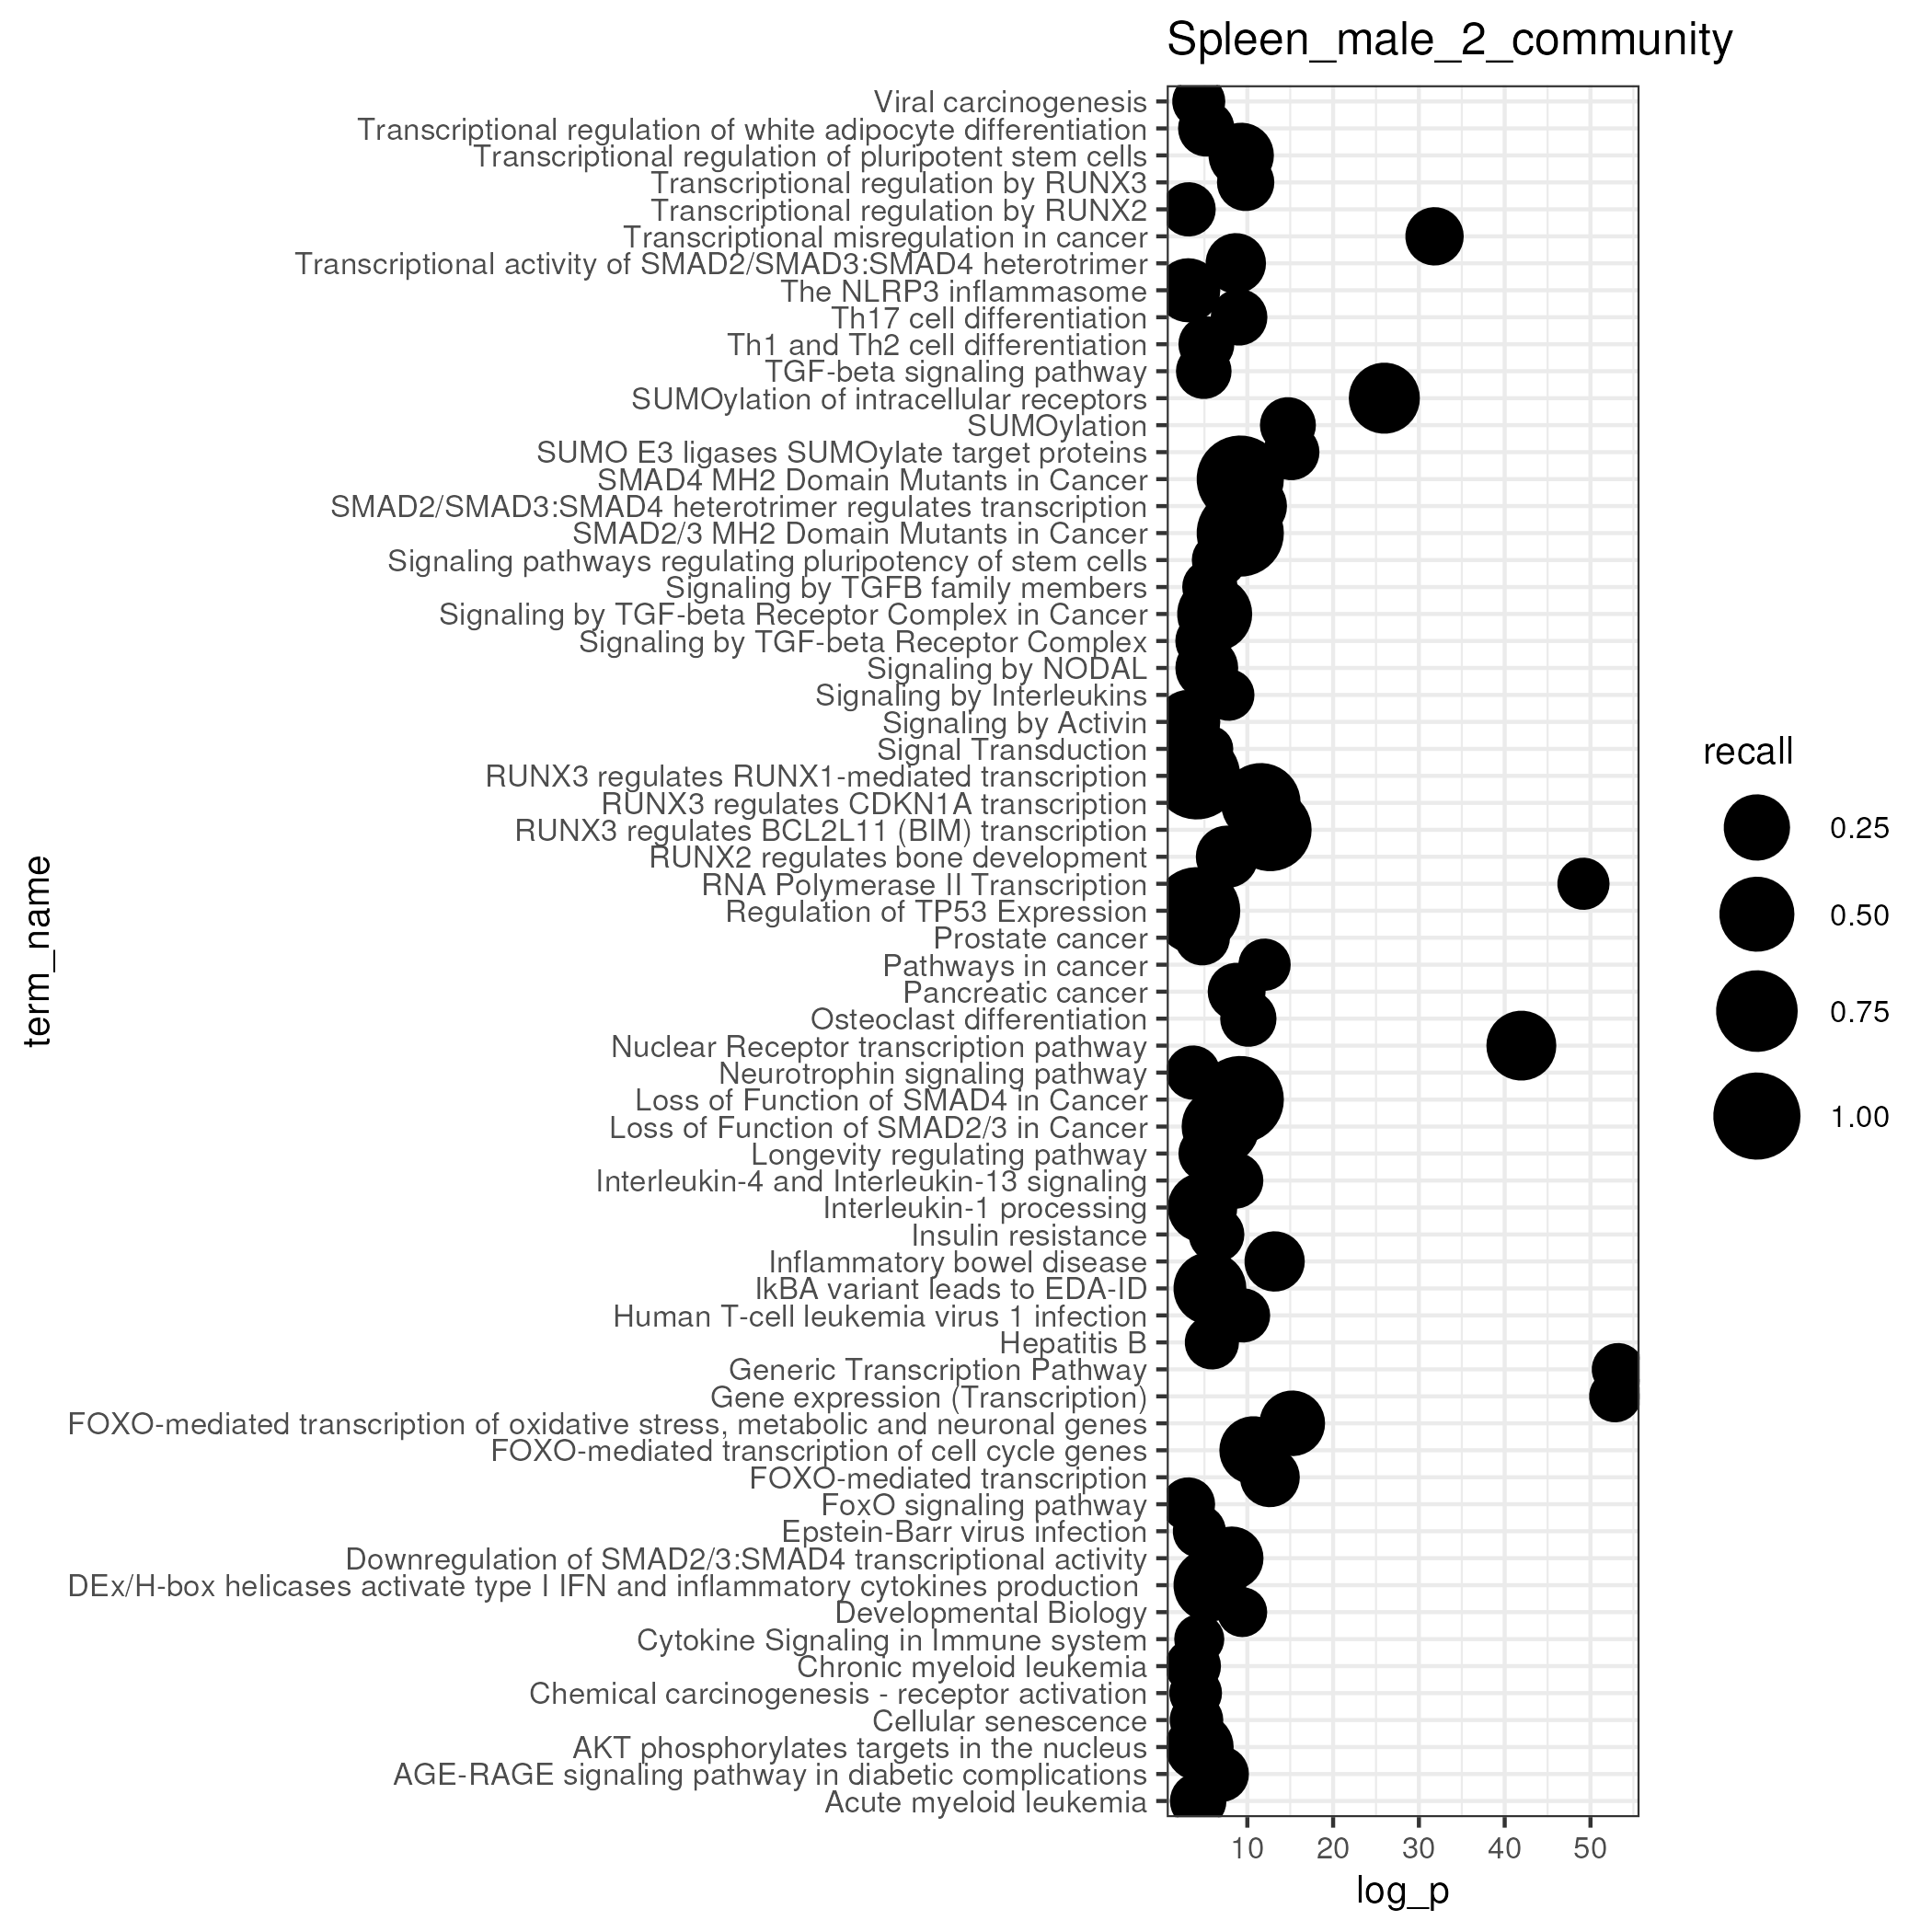 Spleen_male_2_community
Viral carcinogenesis
Transcriptional regulation of white adipocyte differentiation
Transcriptional regulation of pluripotent stem cells
Transcriptional regulation by RUNX3
Transcriptional regulation by RUNX2
Transcriptional misregulation in cancer
Transcriptional activity of SMAD2/SMAD3:SMAD4 heterotrimer
The NLRP3 inflammasome
Th17 cell differentiation
Th1 and Th2 cell differentiation
TGF-beta signaling pathway
SUMOylation of intracellular receptors
SUMOylation
SUMO E3 ligases SUMOylate target proteins
SMAD4 MH2 Domain Mutants in Cancer
SMAD2/SMAD3:SMAD4 heterotrimer regulates transcription
SMAD2/3 MH2 Domain Mutants in Cancer
Signaling pathways regulating pluripotency of stem cells
Signaling by TGFB family members
Signaling by TGF-beta Receptor Complex in Cancer
Signaling by TGF-beta Receptor Complex
Signaling by NODAL
Signaling by Interleukins
Signaling by Activin
Signal Transduction
RUNX3 regulates RUNX1-mediated transcription
RUNX3 regulates CDKN1A transcription
RUNX3 regulates BCL2L11 (BIM) transcription
RUNX2 regulates bone development
RNA Polymerase II Transcription
Regulation of TP53 Expression
Prostate cancer
Pathways in cancer
Pancreatic cancer
Osteoclast differentiation
Nuclear Receptor transcription pathway
Neurotrophin signaling pathway
Loss of Function of SMAD4 in Cancer
Loss of Function of SMAD2/3 in Cancer
Longevity regulating pathway
Interleukin-4 and Interleukin-13 signaling
Interleukin-1 processing
Insulin resistance
Inflammatory bowel disease
IkBA variant leads to EDA-ID
Human T-cell leukemia virus 1 infection
Hepatitis B
Generic Transcription Pathway
Gene expression (Transcription)
FOXO-mediated transcription of oxidative stress, metabolic and neuronal genes
FOXO-mediated transcription of cell cycle genes
FOXO-mediated transcription
FoxO signaling pathway
Epstein-Barr virus infection
Downregulation of SMAD2/3:SMAD4 transcriptional activity
DEx/H-box helicases activate type I IFN and inflammatory cytokines production
Developmental Biology
Cytokine Signaling in Immune system
Chronic myeloid leukemia
Chemical carcinogenesis - receptor activation
Cellular senescence
AKT phosphorylates targets in the nucleus
AGE-RAGE signaling pathway in diabetic complications
Acute myeloid leukemia
term_name
10 20 30 40 50
log_p
recall
0.25
0.50
0.75
1.00